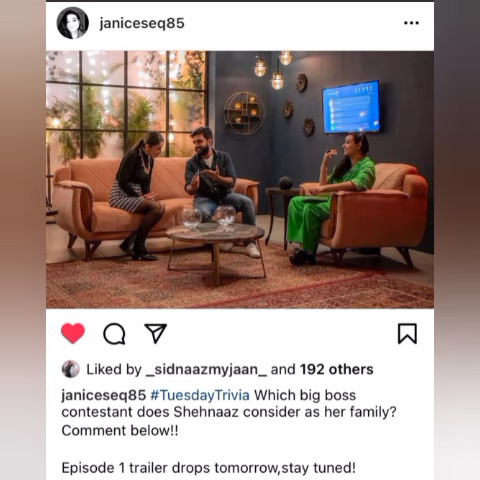 janiceseq85
Liked by _sidnaazmyjaan_ and 192 others
janiceseq85 #TuesdayTrivia Which big boss
contestant does Shehnaaz consider as her family?
Comment below!!
Episode 1 trailer drops tomorrow,stay tuned!